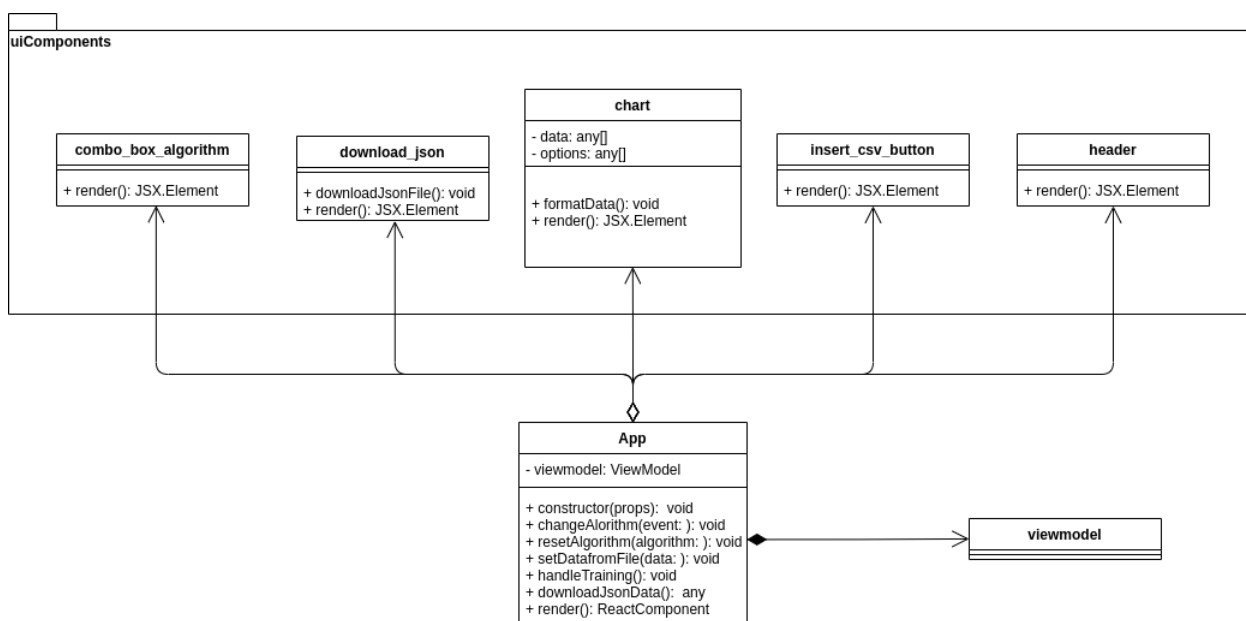 uiComponents
combo_box_algorithm
+ render(): JSX.Element
download_json
+ downloadJsonFile(): void
+ render(): JSX.Element
chart
- data: any[]
- options: any[]
+ formatData(): void
+ render(): JSX.Element
insert_csv_button
+ render(): JSX.Element
header
+ render(): JSX.Element
App
- viewmodel: ViewModel
+ constructor(props):  void
+ changeAlorithm(event: ): void
+ resetAlgorithm(algorithm: ): void
+ setDatafromFile(data: ): void
+ handleTraining(): void
+ downloadJsonData():  any
+ render(): ReactComponent
viewmodel